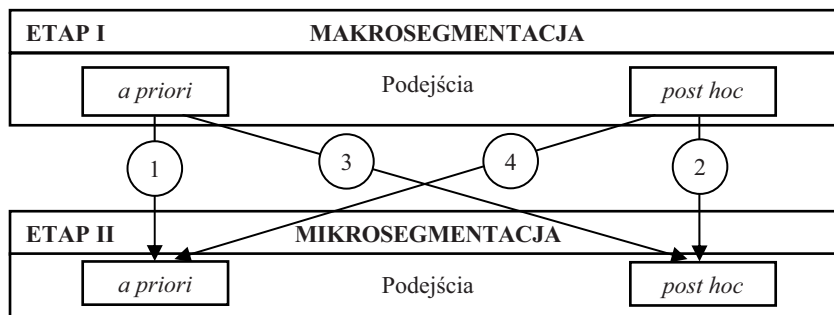 ETAP I MAKROSEGMENTACJA
a priori Podejścia post hoc
1 3 4 2
ETAP II MIKROSEGMENTACJA
a priori Podejścia post hoc